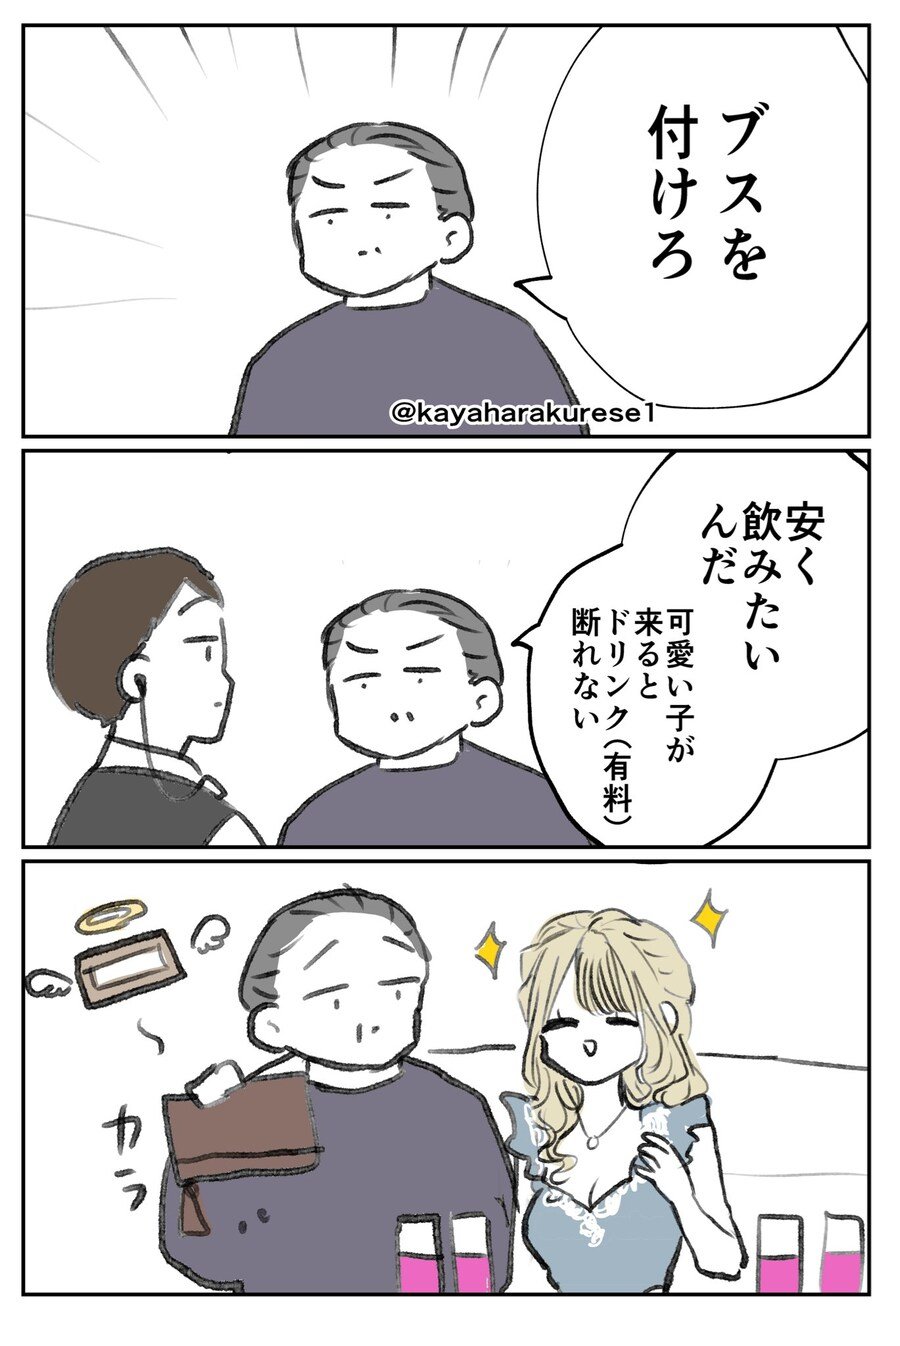 ブスを
付けろ
@kayaharakurese1
安く
飲みたい
んだ
可愛い子が
来ると
ドリンク（有料）
断れない
カラ